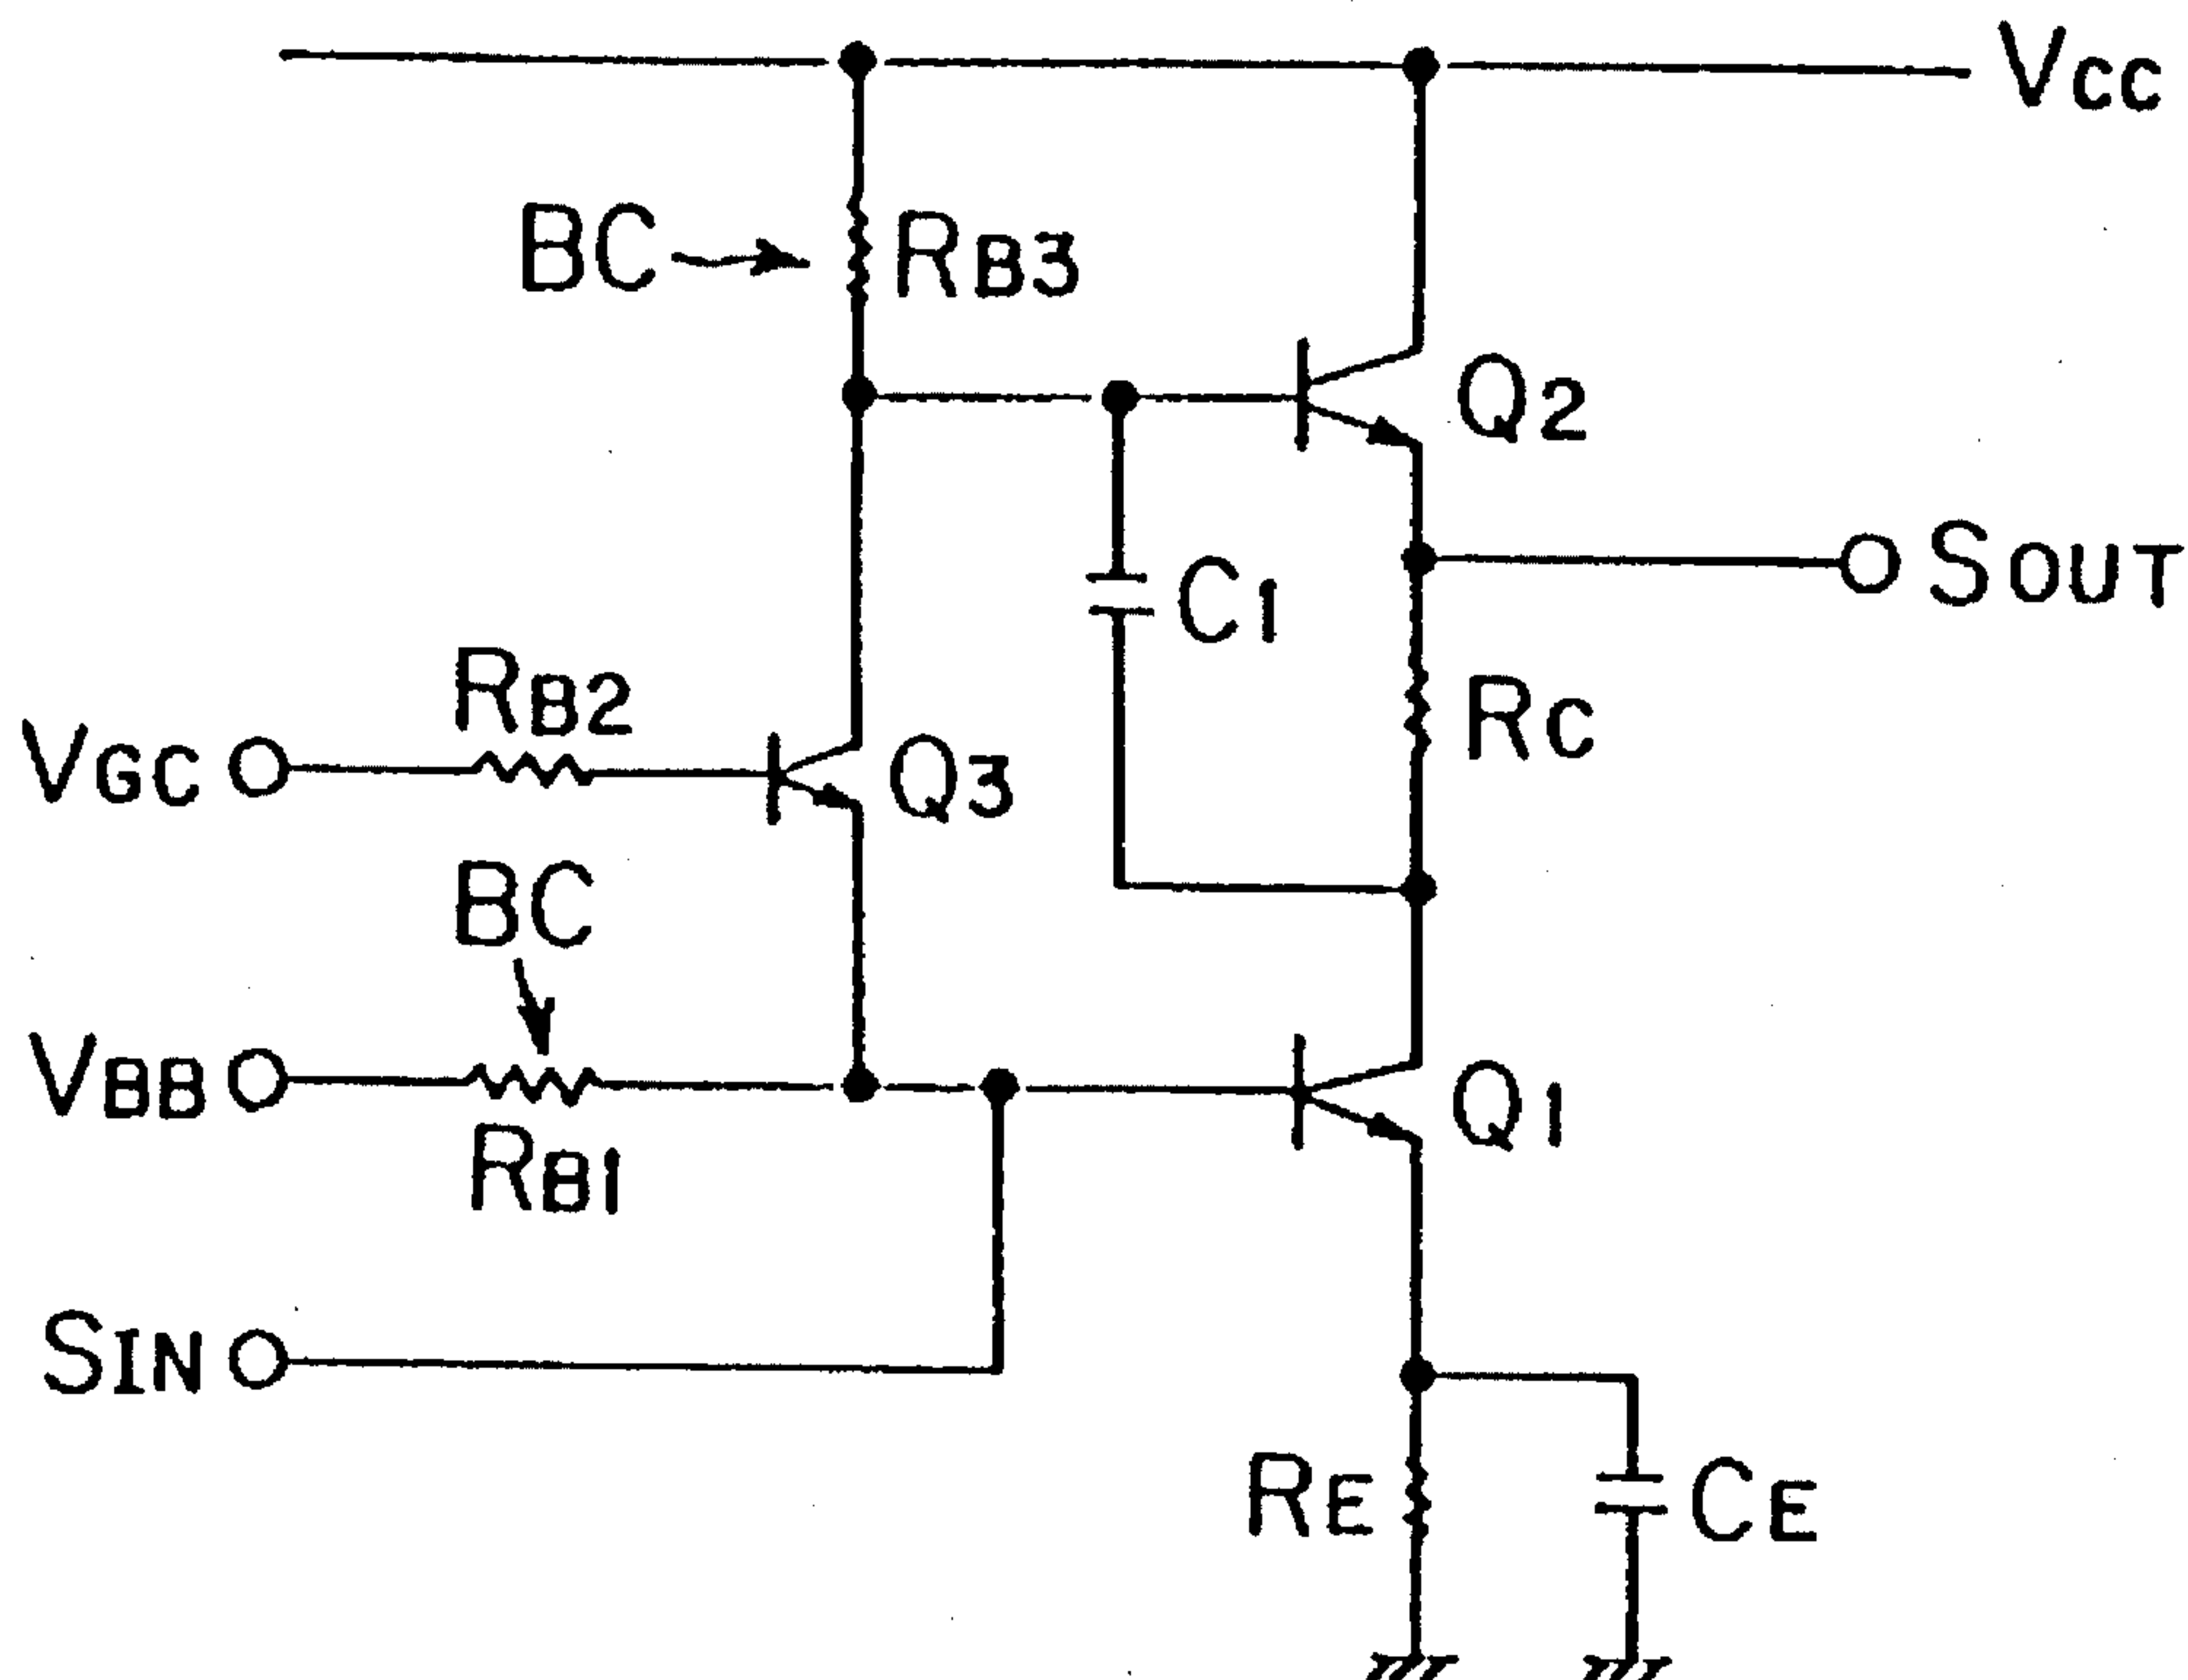 Vcc
BC
RB3
Q2
SOUT
C1
RB2
RC
VGC
Q3
BC
VBB
Q1
RB1
SIN
RE
CE